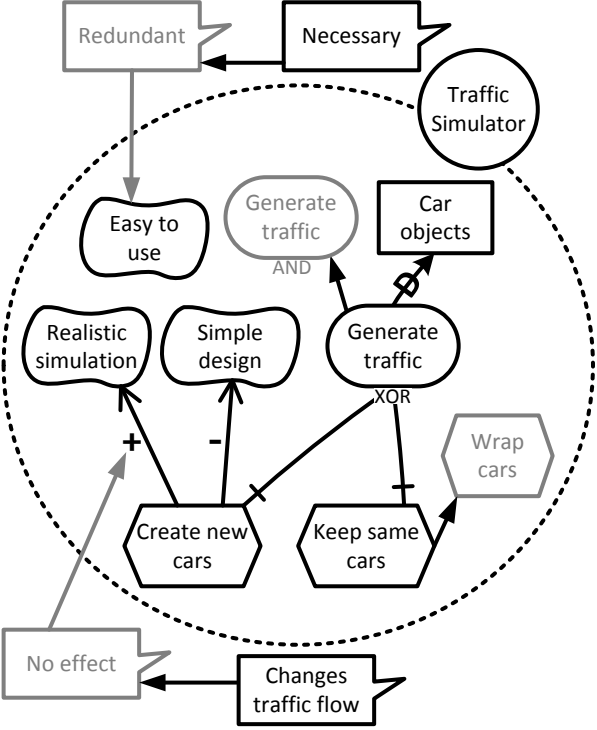 Redundant
Necessary
Traffic
Simulator
Easy to
use
Generate
traffic
AND
Car
objects
Realistic
simulation
Simple
design
Generate
traffic
XOR
D
+
-
Wrap
cars
Create new
cars
Keep same
cars
No effect
Changes
traffic flow